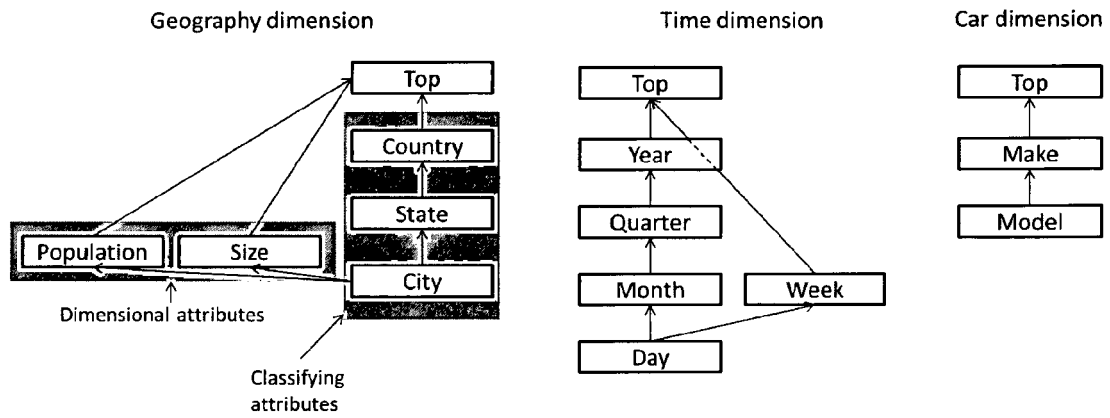 Geography dimension
Time dimension
Car dimension
Top
Country
State
City
Population
Size
Dimensional attributes
Classifying
attributes
Top
Year
Quarter
Month
Week
Day
Top
Make
Model